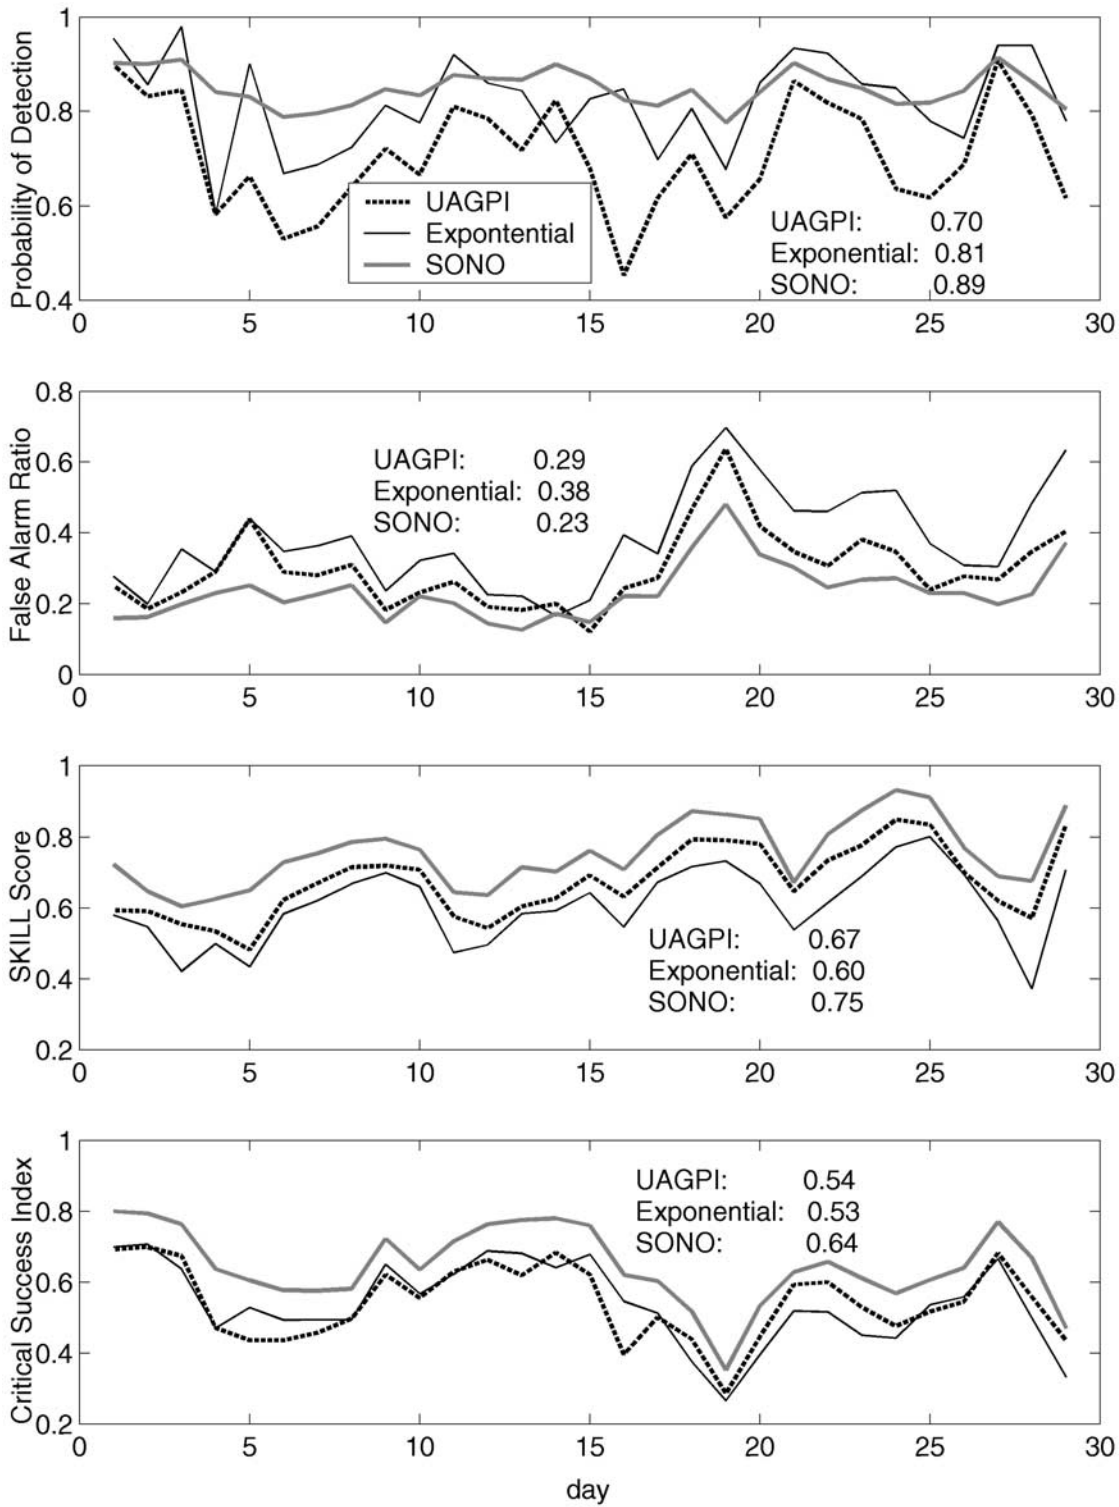 Probability of Detection
1
0.8
0.6
0.4
UAGPI
Expontential
SONO
UAGPI: 0.70
Exponential: 0.81
SONO: 0.89
0 5 10 15 20 25 30
False Alarm Ratio
0.8
0.6
0.4
0.2
0
UAGPI: 0.29
Exponential: 0.38
SONO: 0.23
0 5 10 15 20 25 30
SKILL Score
1
0.8
0.6
0.4
0.2
UAGPI: 0.67
Exponential: 0.60
SONO: 0.75
0 5 10 15 20 25 30
Critical Success Index
1
0.8
0.6
0.4
0.2
UAGPI: 0.54
Exponential: 0.53
SONO: 0.64
0 5 10 15 20 25 30
day